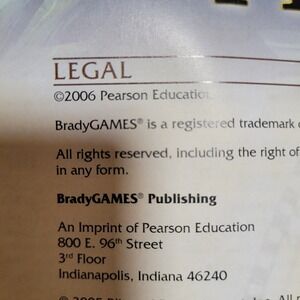 LEGAL
©2006 Pearson Education
BradyGAMES® is a registered trademark
All rights reserved, including the right of
in any form.
BradyGAMES® Publishing
An Imprint of Pearson Education
800 E. 96th Street
3rd Floor
Indianapolis, Indiana 46240